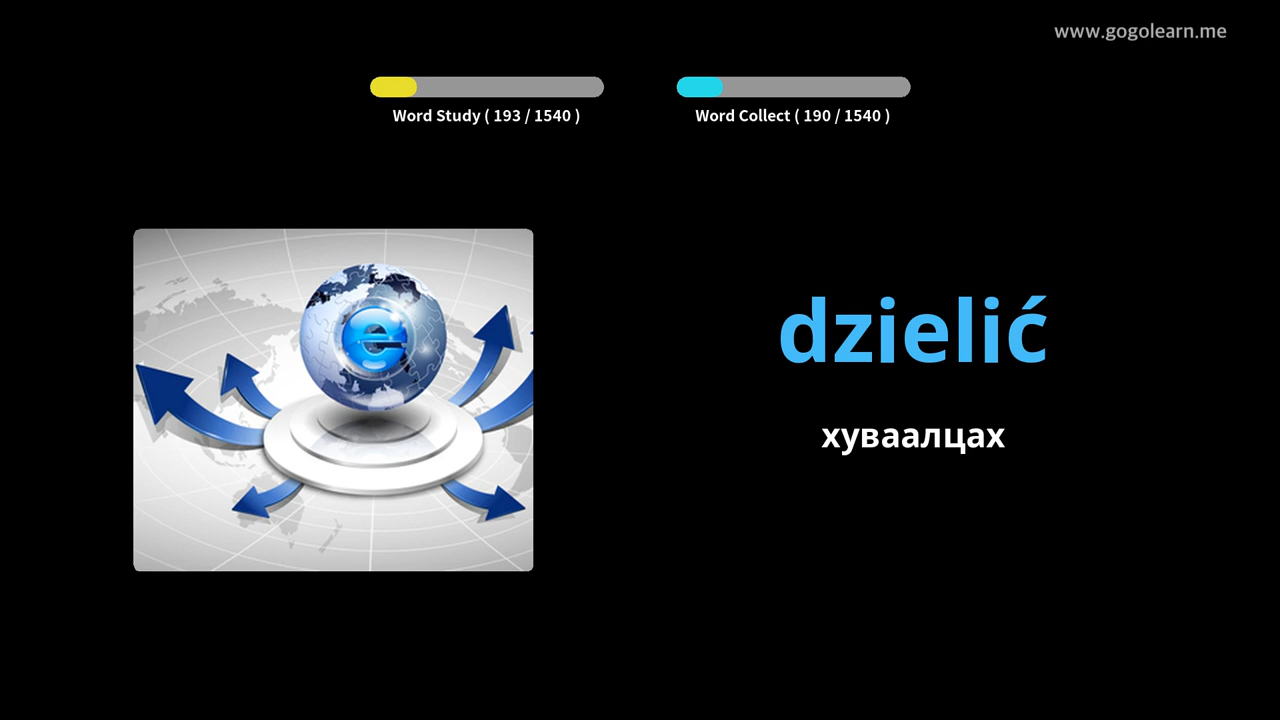 www.gogolearn.me
Word Study ( 193 / 1540 )
Word Collect ( 190 / 1540 )
e
dzielić
хуваалцах